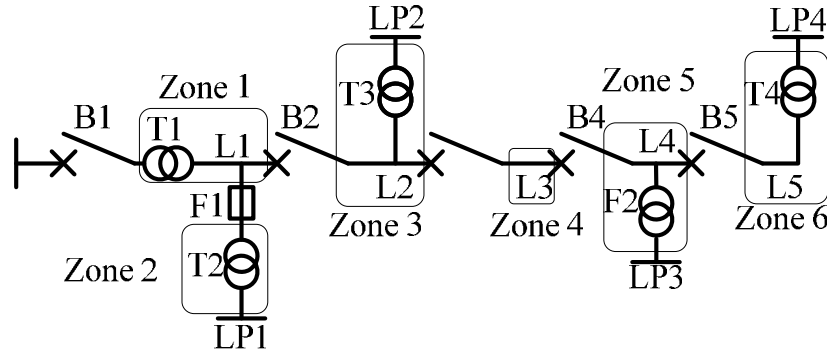 LP2
LP4
Zone 1
Zone 5
B1
T1
L1
B2
T3
B4
L4
B5
T4
F1
L2
L3
F2
L5
Zone 3
Zone 4
Zone 6
Zone 2
T2
LP3
LP1